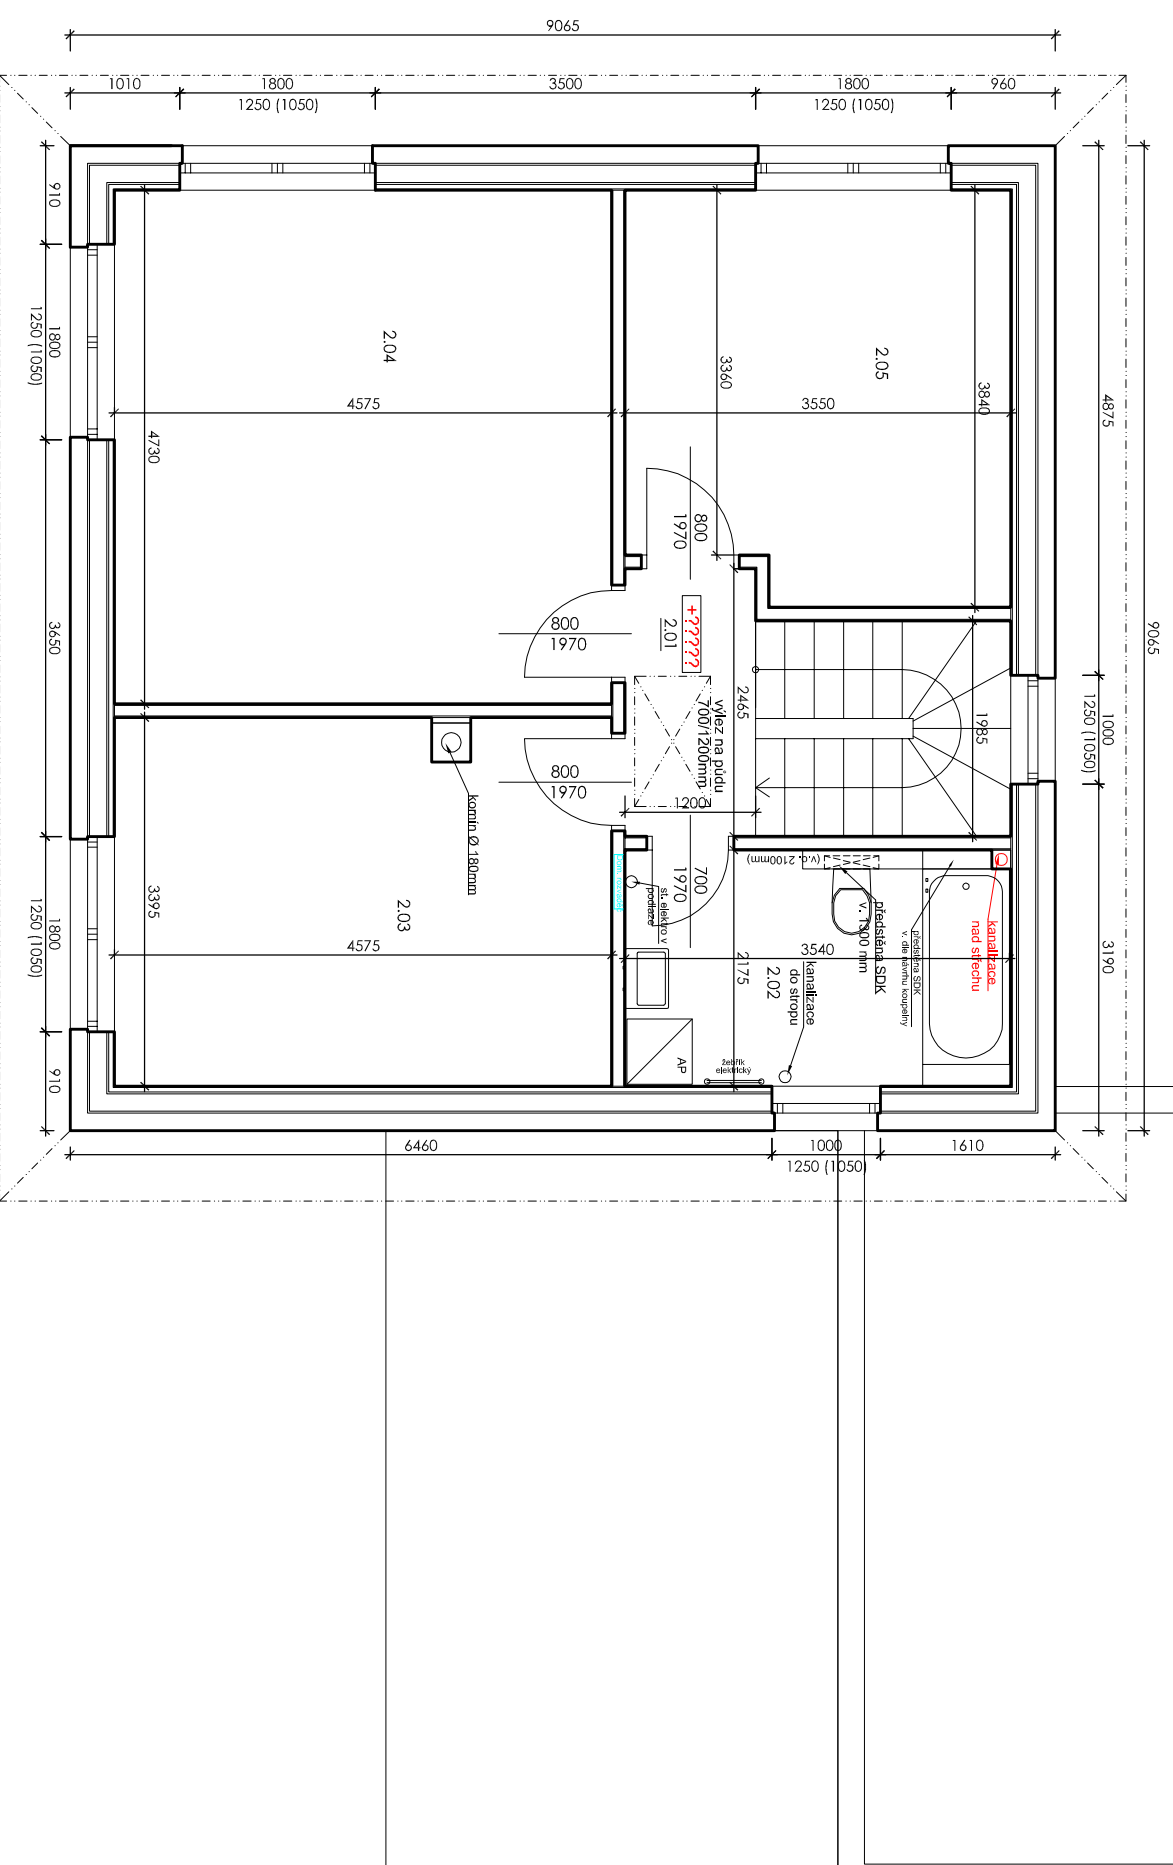 9065
1010
1800
1250 (1050)
3500
1800
1250 (1050)
960
910
1800
1250 (1050)
3650
1800
1250 (1050)
910
4875
9065
1000
1250 (1050)
3190
2.04
4575
4730
2.05
3360
3550
3840
800
1970
+?????
2.01
800
1970
2465
výlez na půdu
700/1200mm
1985
1200
800
1970
komín Ø 180mm
3395
2.03
4575
700
1970
st. elektro v
podlaze
(v.o. 2100mm)
předstěna SDK
v. 1300 mm
předstěna SDK
v. dle návrhu koupelny
kanalizace
nad střechu
3540
2175
2.02
kanalizace
do stropu
AP
žebřík
elektrický
6460
1000
1250 (1050)
1610